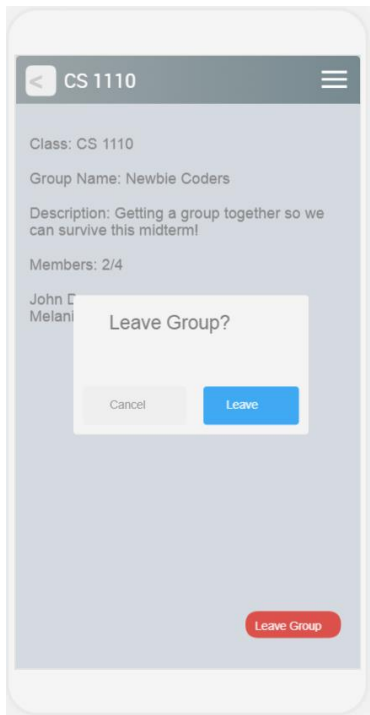 < CS 1110
Class: CS 1110
Group Name: Newbie Coders
Description: Getting a group together so we
can survive this midterm!
Members: 2/4
John
Leave Group?
Cancel Leave
Leave Group